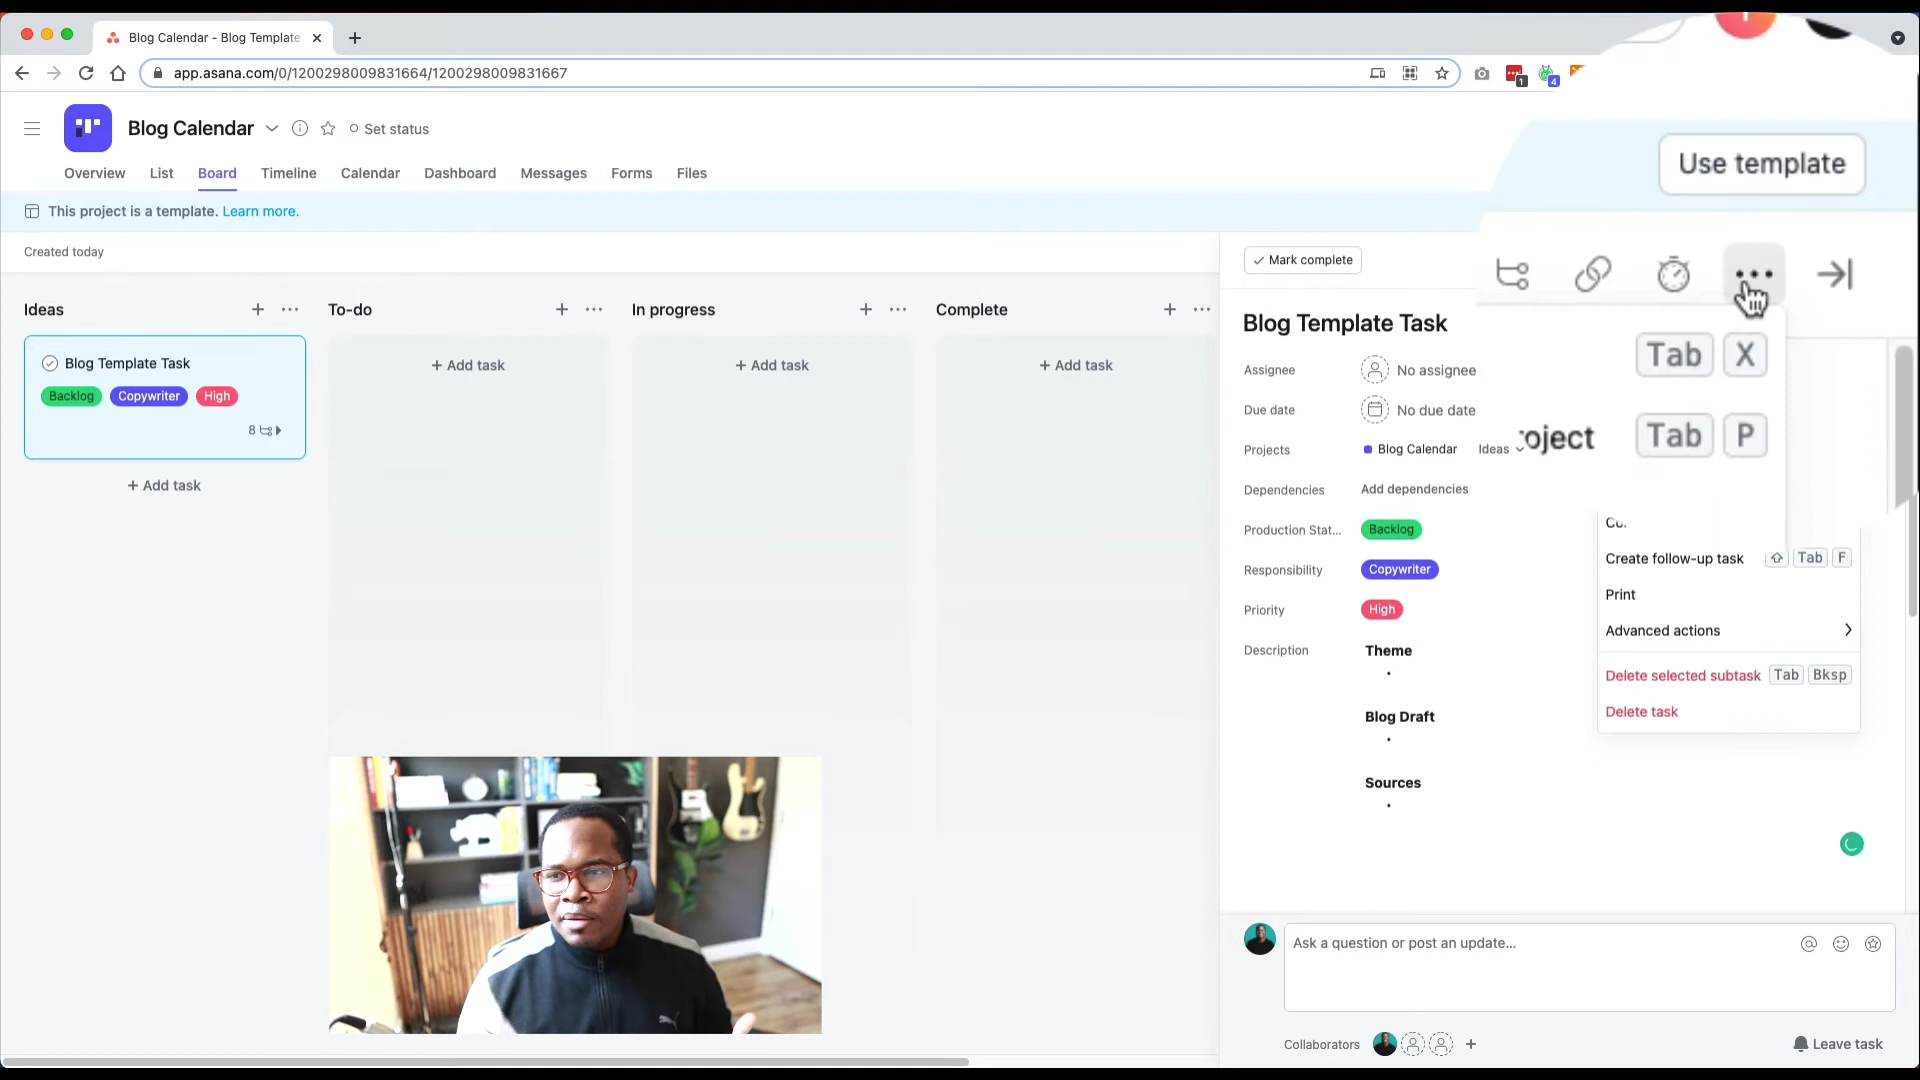 Blog Calendar - Blog Template
app.asana.com/0/1200298009831664/1200298009831667
1
4
Blog Calendar
Set status
Overview
List
Board
Timeline
Calendar
Dashboard
Messages
Forms
Files
Use template
This project is a template. Learn more.
Created today
Mark complete
Ideas
To-do
In progress
Complete
Blog Template Task
Backlog
Copywriter
High
8
+ Add task
+ Add task
+ Add task
+ Add task
Blog Template Task
Tab X
Assignee
No assignee
Due date
No due date
roject
Tab P
Projects
Blog Calendar
Ideas
Dependencies
Add dependencies
Production Stat...
Backlog
Create follow-up task
Tab F
Responsibility
Copywriter
Print
Priority
High
Advanced actions
Description
Theme
Delete selected subtask
Tab Bksp
Delete task
Blog Draft
Sources
Ask a question or post an update...
Collaborators
Leave task